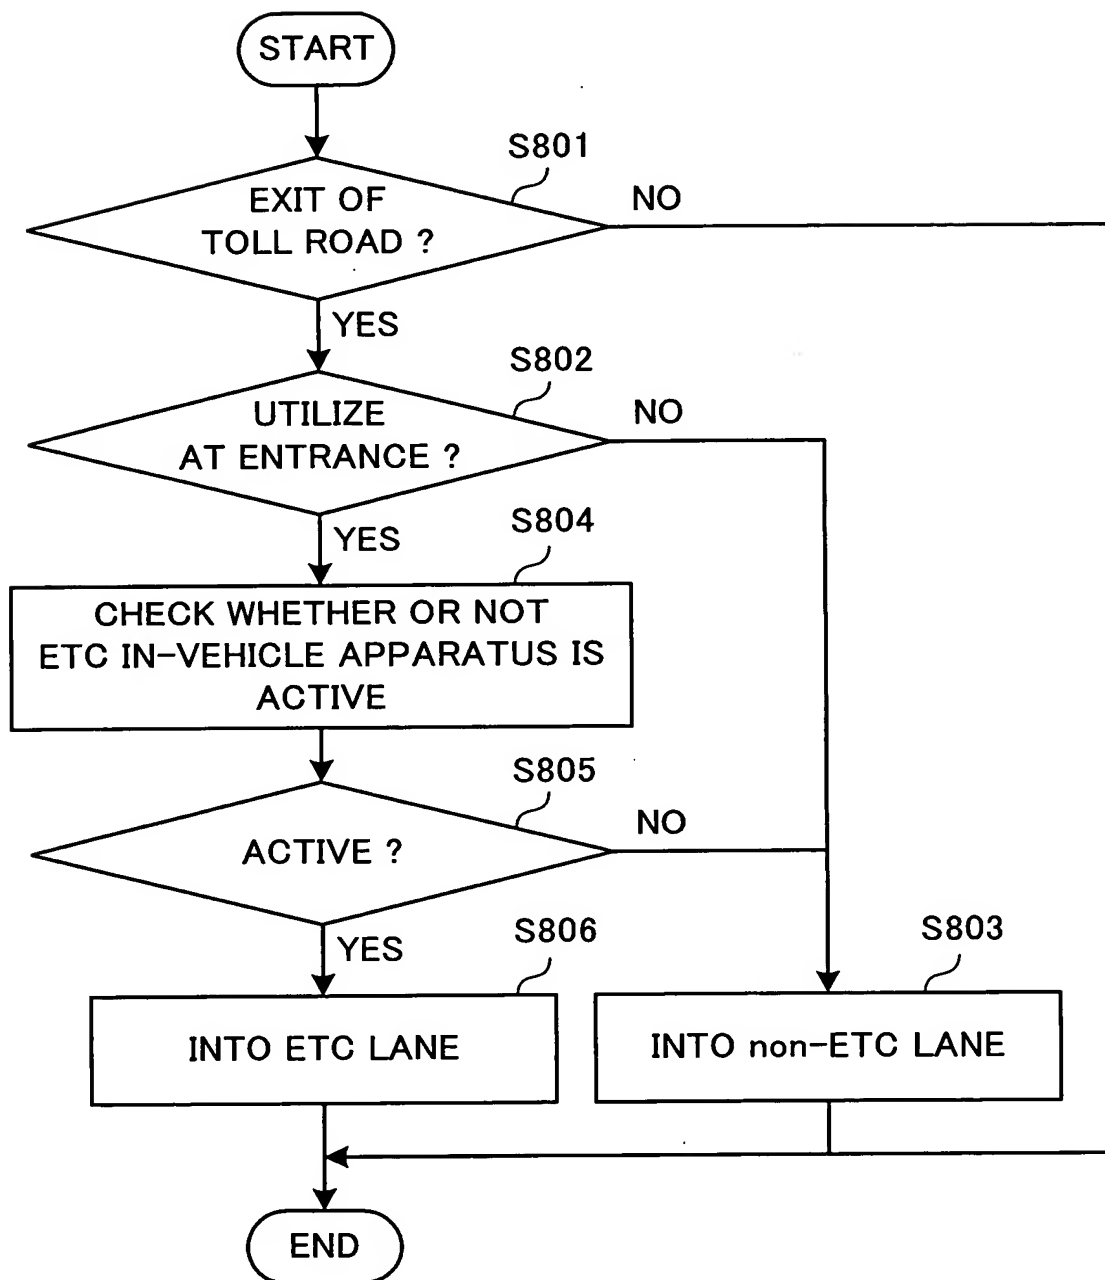 START
S801
EXIT OF
TOLL ROAD ?
NO
YES
S802
UTILIZE
AT ENTRANCE ?
NO
YES
S804
CHECK WHETHER OR NOT
ETC IN-VEHICLE APPARATUS IS
ACTIVE
S805
ACTIVE ?
NO
YES
S806
INTO ETC LANE
S803
INTO non-ETC LANE
END